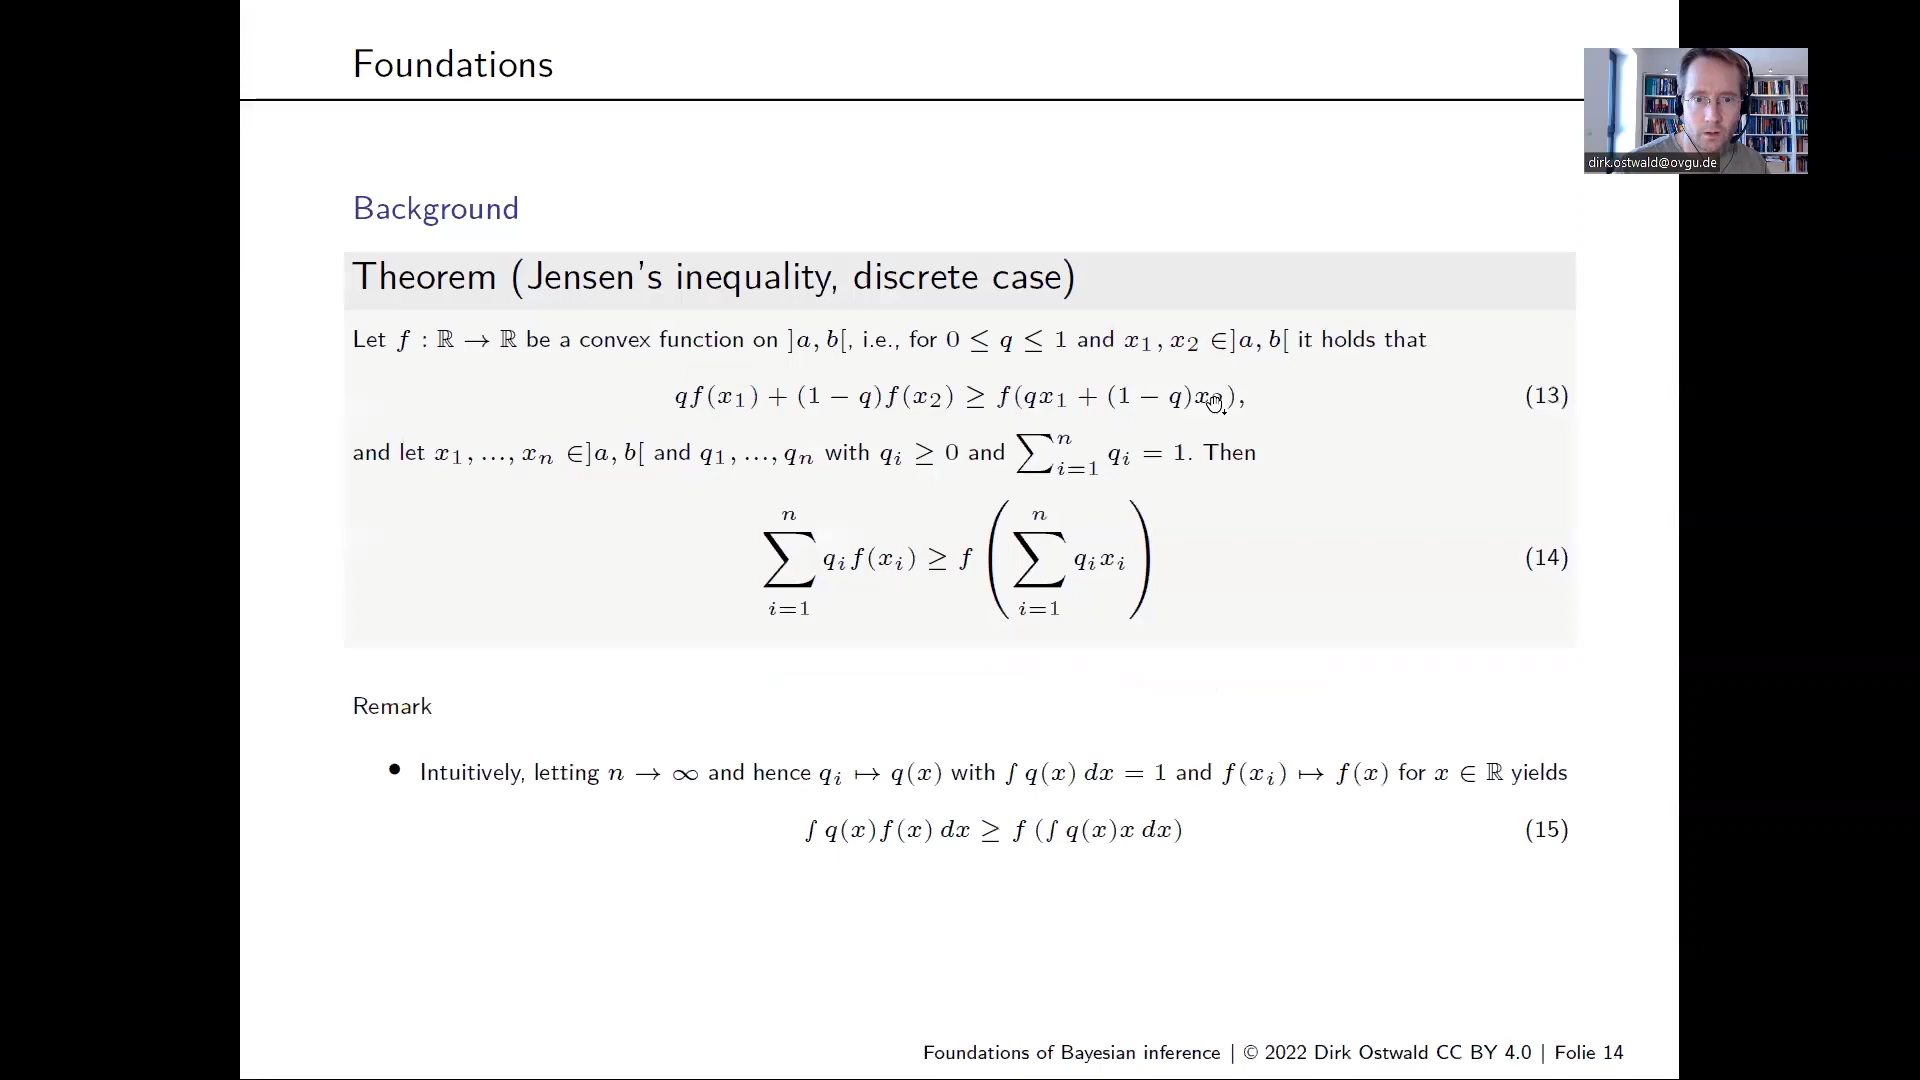 Foundations
dirk.ostwald@ovgu.de
Background
Theorem (Jensen's inequality, discrete case)
Let f : ℝ → ℝ be a convex function on ]a, b[, i.e., for 0 ≤ q ≤ 1 and x₁, x₂ ∈]a, b[ it holds that
qf(x₁) + (1 − q)f(x₂) ≥ f(qx₁ + (1 − q)x₂), (13)
and let x₁, ..., xₙ ∈]a, b[ and q₁, ..., qₙ with qᵢ ≥ 0 and ∑ⁿᵢ₌₁ qᵢ = 1. Then
∑ⁿᵢ₌₁ qᵢf(xᵢ) ≥ f (∑ⁿᵢ₌₁ qᵢxᵢ) (14)
Remark
• Intuitively, letting n → ∞ and hence qᵢ ↦ q(x) with ∫ q(x) dx = 1 and f(xᵢ) ↦ f(x) for x ∈ ℝ yields
∫ q(x)f(x) dx ≥ f (∫ q(x)x dx) (15)
Foundations of Bayesian inference | © 2022 Dirk Ostwald CC BY 4.0 | Folie 14